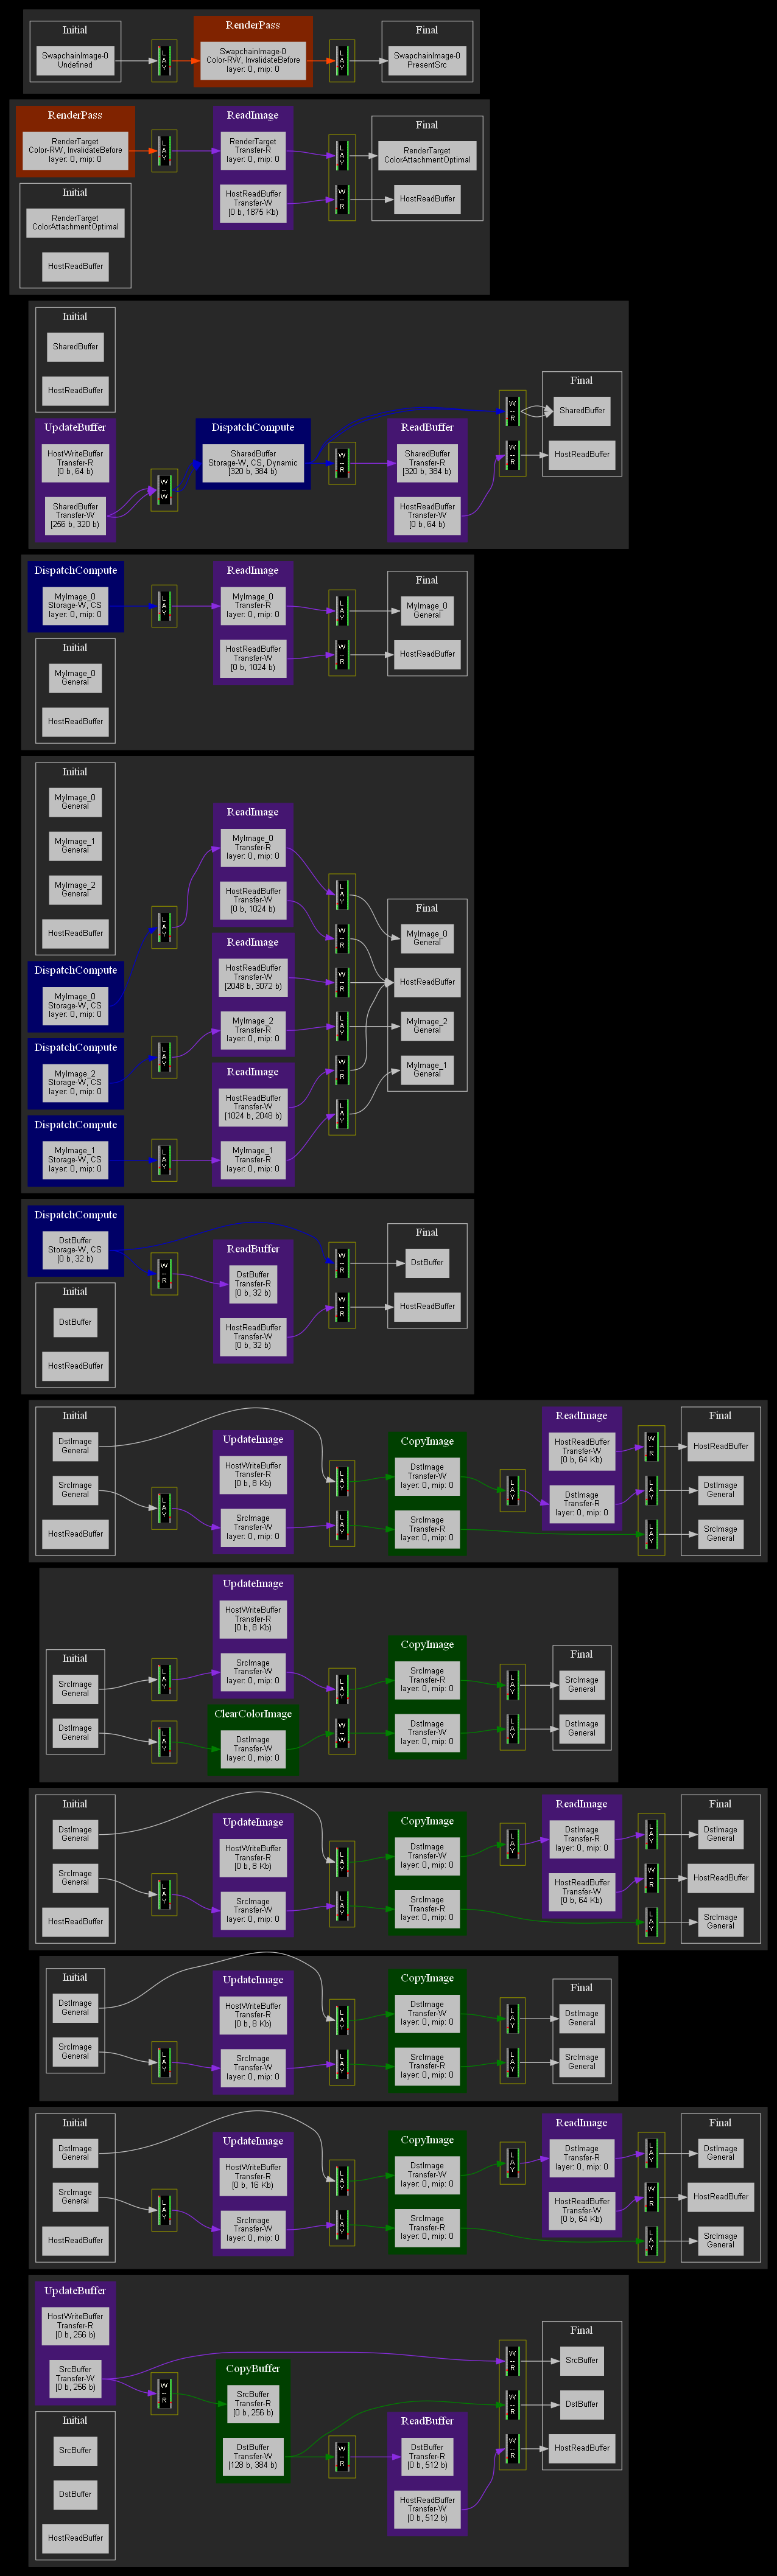 Initial
SwapchainImage-0
Undefined
LAY
RenderPass
SwapchainImage-0
Color-RW, InvalidateBefore
layer: 0, mip: 0
LAY
Final
SwapchainImage-0
PresentSrc
RenderPass
RenderTarget
Color-RW, InvalidateBefore
layer: 0, mip: 0
LAY
ReadImage
RenderTarget
Transfer-R
layer: 0, mip: 0
HostReadBuffer
Transfer-W
[0 b, 1875 Kb)
LAY
W--R
Final
RenderTarget
ColorAttachmentOptimal
HostReadBuffer
Initial
RenderTarget
ColorAttachmentOptimal
HostReadBuffer
Initial
SharedBuffer
HostReadBuffer
UpdateBuffer
HostWriteBuffer
Transfer-R
[0 b, 64 b)
SharedBuffer
Transfer-W
[256 b, 320 b)
W--W
DispatchCompute
SharedBuffer
Storage-W, CS, Dynamic
[320 b, 384 b)
W--R
ReadBuffer
SharedBuffer
Transfer-R
[320 b, 384 b)
HostReadBuffer
Transfer-W
[0 b, 64 b)
W--R
W--R
Final
SharedBuffer
HostReadBuffer
DispatchCompute
MyImage_0
Storage-W, CS
layer: 0, mip: 0
LAY
ReadImage
MyImage_0
Transfer-R
layer: 0, mip: 0
HostReadBuffer
Transfer-W
[0 b, 1024 b)
LAY
W--R
Final
MyImage_0
General
HostReadBuffer
Initial
MyImage_0
General
HostReadBuffer
Initial
MyImage_0
General
MyImage_1
General
MyImage_2
General
HostReadBuffer
DispatchCompute
MyImage_0
Storage-W, CS
layer: 0, mip: 0
DispatchCompute
MyImage_2
Storage-W, CS
layer: 0, mip: 0
DispatchCompute
MyImage_1
Storage-W, CS
layer: 0, mip: 0
LAY
LAY
LAY
ReadImage
MyImage_0
Transfer-R
layer: 0, mip: 0
HostReadBuffer
Transfer-W
[0 b, 1024 b)
ReadImage
HostReadBuffer
Transfer-W
[2048 b, 3072 b)
MyImage_2
Transfer-R
layer: 0, mip: 0
ReadImage
HostReadBuffer
Transfer-W
[1024 b, 2048 b)
MyImage_1
Transfer-R
layer: 0, mip: 0
LAY
W--R
W--R
LAY
W--R
LAY
Final
MyImage_0
General
HostReadBuffer
MyImage_2
General
MyImage_1
General
DispatchCompute
DstBuffer
Storage-W, CS
[0 b, 32 b)
W--R
ReadBuffer
DstBuffer
Transfer-R
[0 b, 32 b)
HostReadBuffer
Transfer-W
[0 b, 32 b)
W--R
W--R
Final
DstBuffer
HostReadBuffer
Initial
DstBuffer
HostReadBuffer
Initial
DstImage
General
SrcImage
General
HostReadBuffer
LAY
UpdateImage
HostWriteBuffer
Transfer-R
[0 b, 8 Kb)
SrcImage
Transfer-W
layer: 0, mip: 0
LAY
LAY
CopyImage
DstImage
Transfer-W
layer: 0, mip: 0
SrcImage
Transfer-R
layer: 0, mip: 0
LAY
ReadImage
HostReadBuffer
Transfer-W
[0 b, 64 Kb)
DstImage
Transfer-R
layer: 0, mip: 0
W--R
LAY
LAY
Final
HostReadBuffer
DstImage
General
SrcImage
General
Initial
SrcImage
General
DstImage
General
LAY
LAY
UpdateImage
HostWriteBuffer
Transfer-R
[0 b, 8 Kb)
SrcImage
Transfer-W
layer: 0, mip: 0
ClearColorImage
DstImage
Transfer-W
layer: 0, mip: 0
LAY
W--W
CopyImage
SrcImage
Transfer-R
layer: 0, mip: 0
DstImage
Transfer-W
layer: 0, mip: 0
LAY
LAY
Final
SrcImage
General
DstImage
General
Initial
DstImage
General
SrcImage
General
HostReadBuffer
LAY
UpdateImage
HostWriteBuffer
Transfer-R
[0 b, 8 Kb)
SrcImage
Transfer-W
layer: 0, mip: 0
LAY
LAY
CopyImage
DstImage
Transfer-W
layer: 0, mip: 0
SrcImage
Transfer-R
layer: 0, mip: 0
LAY
ReadImage
DstImage
Transfer-R
layer: 0, mip: 0
HostReadBuffer
Transfer-W
[0 b, 64 Kb)
LAY
W--R
LAY
Final
DstImage
General
HostReadBuffer
SrcImage
General
Initial
DstImage
General
SrcImage
General
LAY
UpdateImage
HostWriteBuffer
Transfer-R
[0 b, 8 Kb)
SrcImage
Transfer-W
layer: 0, mip: 0
LAY
LAY
CopyImage
DstImage
Transfer-W
layer: 0, mip: 0
SrcImage
Transfer-R
layer: 0, mip: 0
LAY
LAY
Final
DstImage
General
SrcImage
General
Initial
DstImage
General
SrcImage
General
HostReadBuffer
LAY
UpdateImage
HostWriteBuffer
Transfer-R
[0 b, 16 Kb)
SrcImage
Transfer-W
layer: 0, mip: 0
LAY
LAY
CopyImage
DstImage
Transfer-W
layer: 0, mip: 0
SrcImage
Transfer-R
layer: 0, mip: 0
LAY
ReadImage
DstImage
Transfer-R
layer: 0, mip: 0
HostReadBuffer
Transfer-W
[0 b, 64 Kb)
LAY
W--R
LAY
Final
DstImage
General
HostReadBuffer
SrcImage
General
UpdateBuffer
HostWriteBuffer
Transfer-R
[0 b, 256 b)
SrcBuffer
Transfer-W
[0 b, 256 b)
W--R
CopyBuffer
SrcBuffer
Transfer-R
[0 b, 256 b)
DstBuffer
Transfer-W
[128 b, 384 b)
W--R
ReadBuffer
DstBuffer
Transfer-R
[0 b, 512 b)
HostReadBuffer
Transfer-W
[0 b, 512 b)
W--R
W--R
W--R
Final
SrcBuffer
DstBuffer
HostReadBuffer
Initial
SrcBuffer
DstBuffer
HostReadBuffer